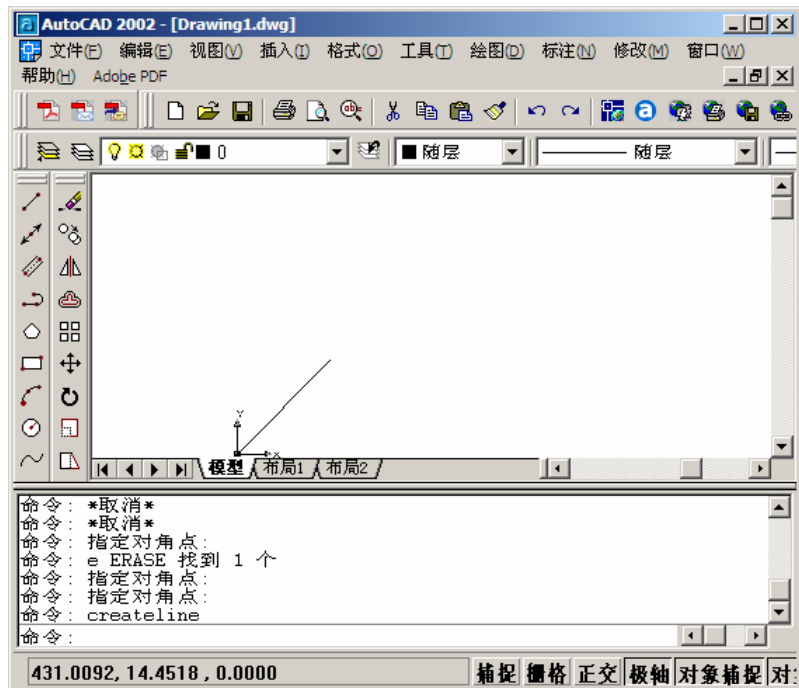 AutoCAD 2002 - [Drawing1.dwg]
文件(F) 编辑(E) 视图(V) 插入(I) 格式(O) 工具(T) 绘图(D) 标注(N) 修改(M) 窗口(W)
帮助(H) Adobe PDF
0 随层 随层
Y
X
模型 布局1 布局2
命令: *取消*
命令: *取消*
命令: 指定对角点:
命令: e ERASE 找到 1 个
命令: 指定对角点:
命令: 指定对角点:
命令: createline
命令:
431.0092, 14.4518 , 0.0000 捕捉 栅格 正交 极轴 对象捕捉 对